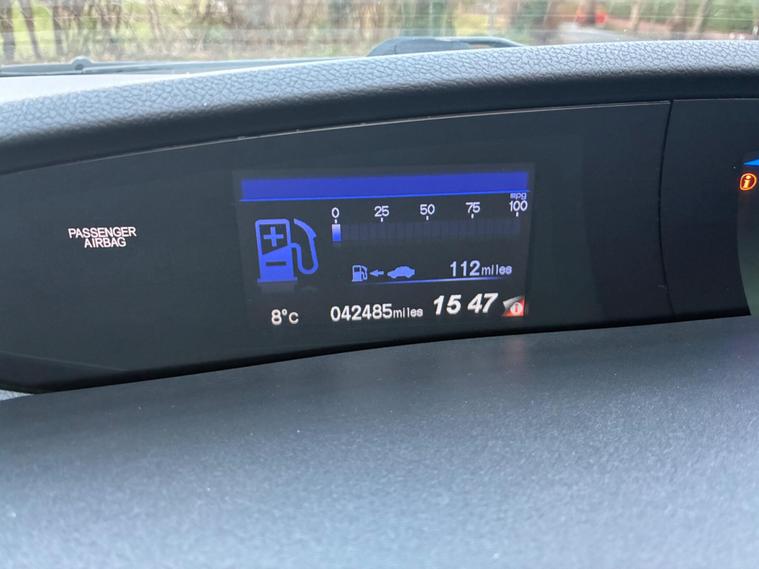 mpg
0 25 50 75 100
PASSENGER
AIRBAG
112miles
8°C 042485miles 15 47